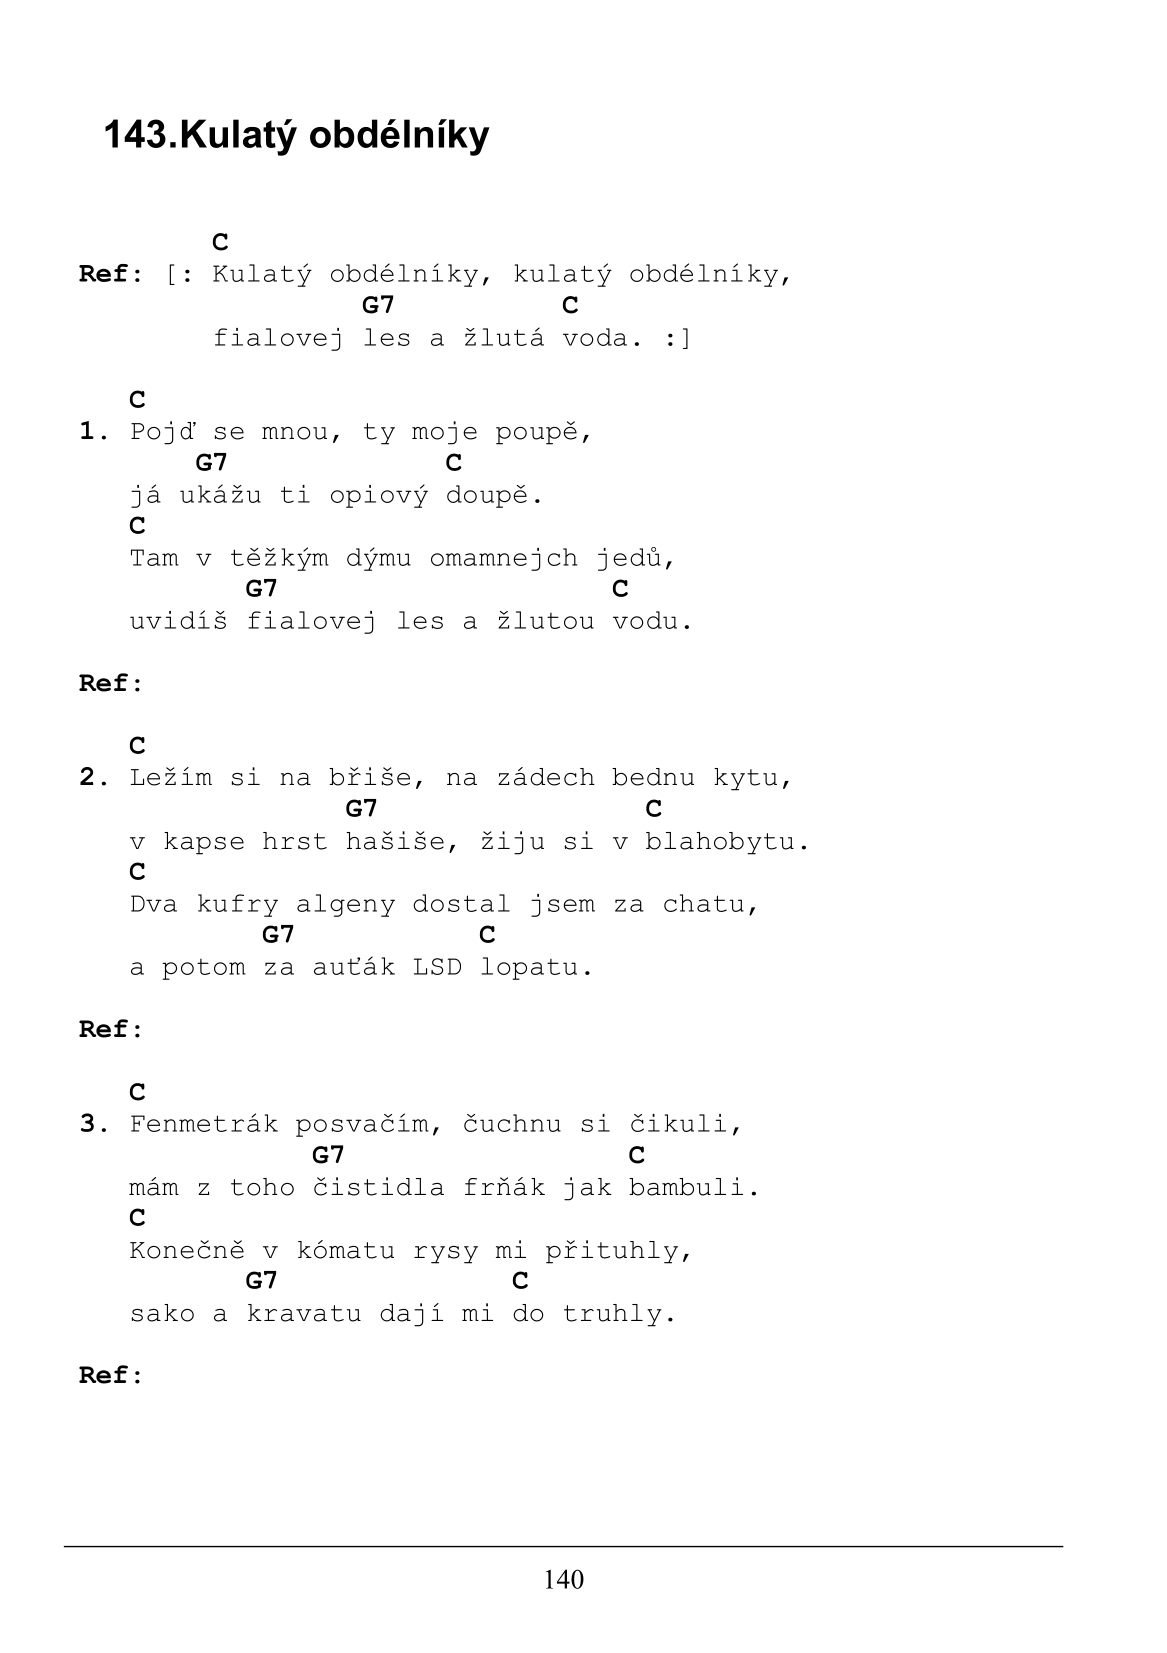 143.Kulatý obdélníky
C
Ref: [: Kulatý obdélníky, kulatý obdélníky,
G7 C
fialovej les a žlutá voda. :]
C
1. Pojď se mnou, ty moje poupě,
G7 C
já ukážu ti opiový doupě.
C
Tam v těžkým dýmu omamnejch jedů,
G7 C
uvidíš fialovej les a žlutou vodu.
Ref:
C
2. Ležím si na břiše, na zádech bednu kytu,
G7 C
v kapse hrst hašiše, žiju si v blahobytu.
C
Dva kufry algeny dostal jsem za chatu,
G7 C
a potom za auťák LSD lopatu.
Ref:
C
3. Fenmetrák posvačím, čuchnu si čikuli,
G7 C
mám z toho čistidla frňák jak bambuli.
C
Konečně v kómatu rysy mi přituhly,
G7 C
sako a kravatu dají mi do truhly.
Ref:
140